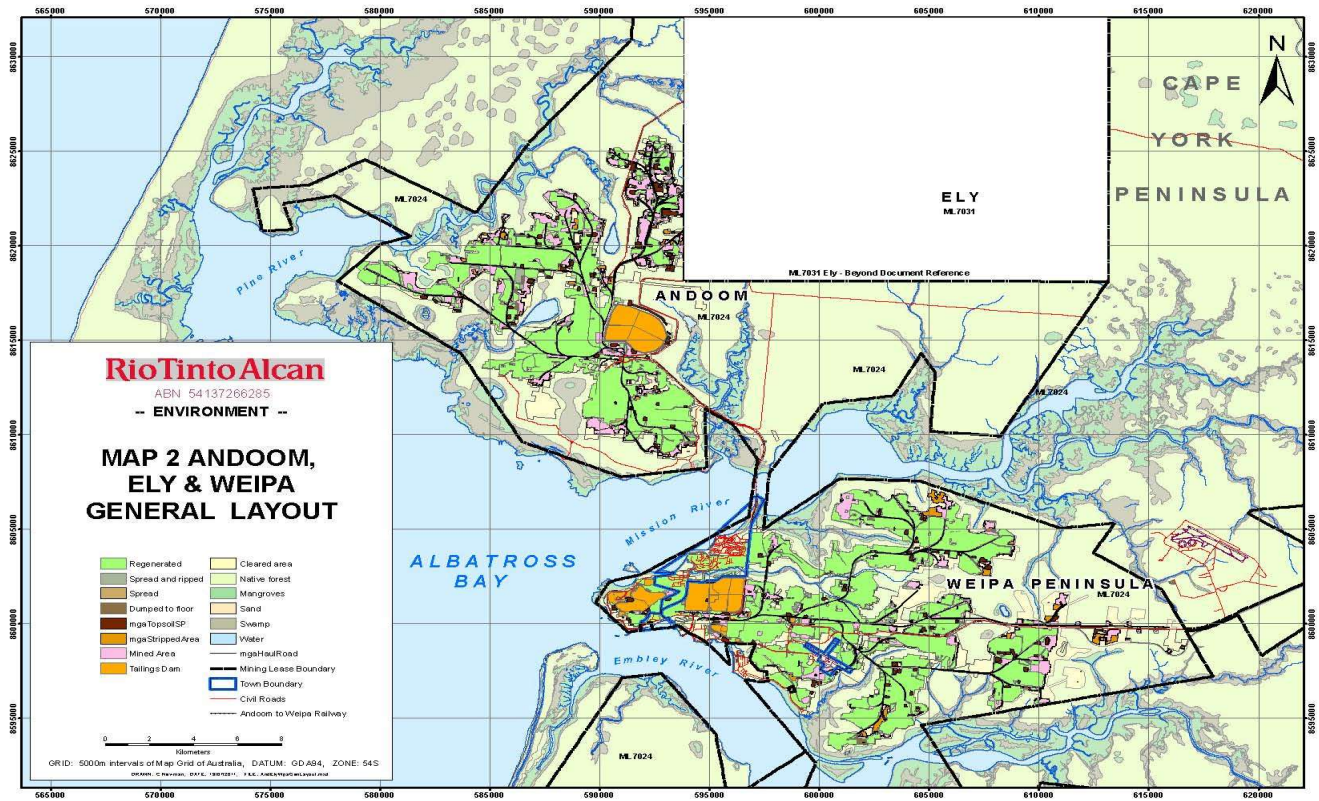 565000 570000 575000 580000 585000 590000 595000 600000 605000 610000 615000 620000
8630000
8630000
N
CAPE
YORK
PENINSULA
8625000
8625000
ML7024
ELY
ML7031
8620000
8620000
Pine River
ML7031 Ely - Beyond Document Reference
ANDOOM
ML7024
8615000
8615000
ML7024
ML7024
8610000
8610000
RioTintoAlcan
ABN 54137266285
-- ENVIRONMENT --
MAP 2 ANDOOM,
ELY & WEIPA
GENERAL LAYOUT
Regenerated
Spread and ripped
Spread
Dumped to floor
mgaTopsoilSP
mgaStrippedArea
Mined Area
Tailings Dam
Cleared area
Native forest
Mangroves
Sand
Swamp
Water
mgaHaulRoad
Mining Lease Boundary
Town Boundary
Civil Roads
Andoom to Weipa Railway
0 2 4 6 8
Kilometers
GRID: 5000m intervals of Map Grid of Australia, DATUM: GDA94, ZONE: 54S
Mission River
8605000
ALBATROSS
BAY
WEIPA PENINSULA
ML7024
8600000
Embley River
8595000
ML7024
565000 570000 575000 580000 585000 590000 595000 600000 605000 610000 615000 620000